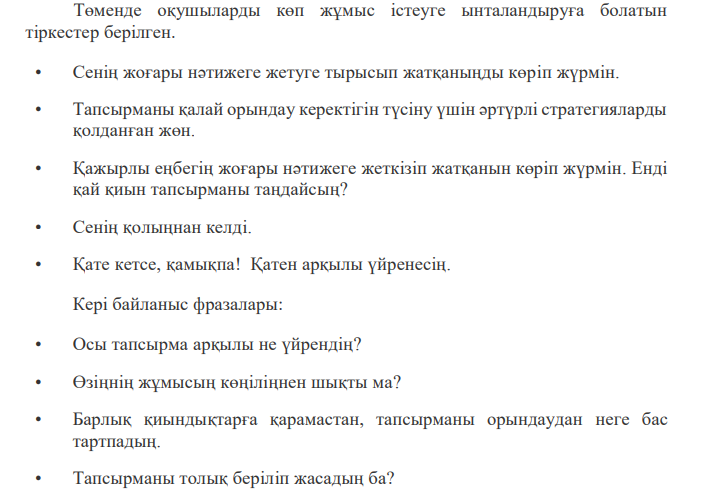 Төменде оқушыларды көп жұмыс істеуге ынталандыруға болатын
тіркестер берілген.
• Сенің жоғары нәтижеге жетуге тырысып жатқаныңды көріп жүрмін.
• Тапсырманы қалай орындау керектігін түсіну үшін әртүрлі стратегияларды
қолданған жөн.
• Қажырлы еңбегің жоғары нәтижеге жеткізіп жатқанын көріп жүрмін. Енді
қай қиын тапсырманы таңдайсың?
• Сенің қолыңнан келді.
• Қате кетсе, қамықпа! Қатең арқылы үйренесің.
Кері байланыс фразалары:
• Осы тапсырма арқылы не үйрендің?
• Өзіңнің жұмысың көңіліңнен шықты ма?
• Барлық қиындықтарға қарамастан, тапсырманы орындаудан неге бас
тартпадың.
• Тапсырманы толық беріліп жасадың ба?